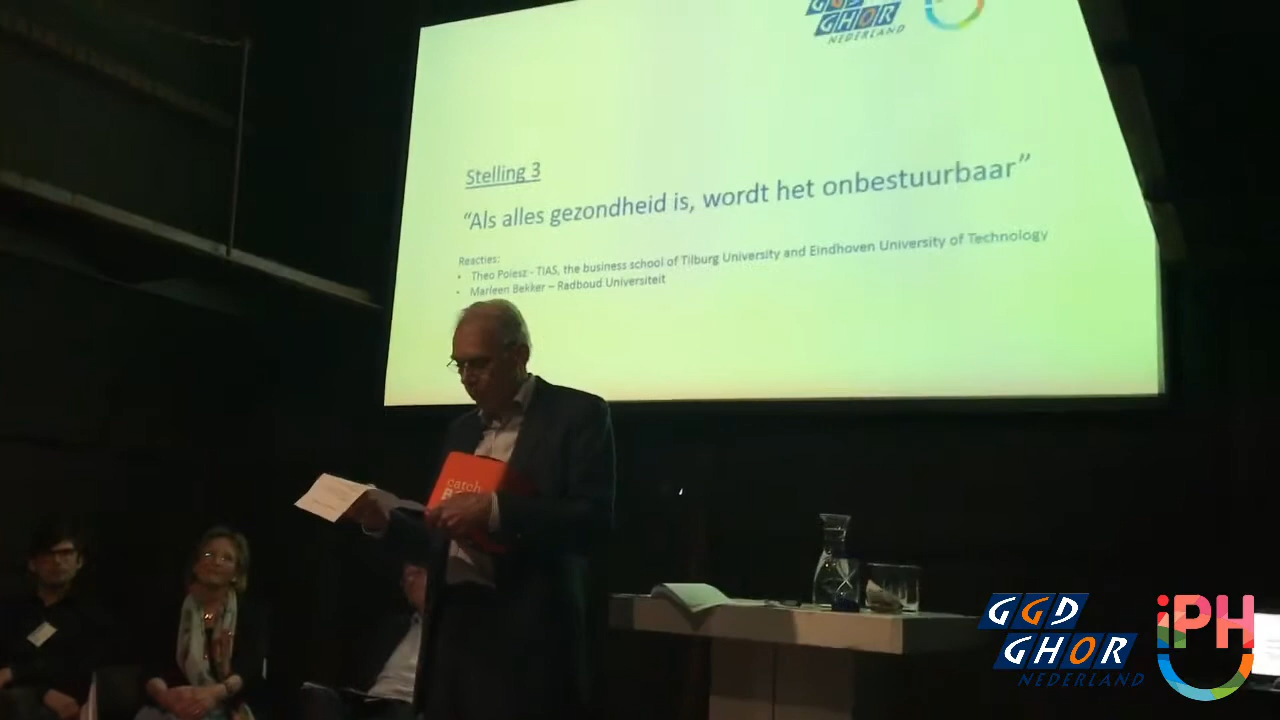 GGD
GHOR
NEDERLAND
Stelling 3
“Als alles gezondheid is, wordt het onbestuurbaar”
Reacties:
• Theo Poiesz - TIAS, the business school of Tilburg University and Eindhoven University of Technology
• Marleen Bekker – Radboud Universiteit
catch
GGD
GHOR
NEDERLAND
iPH